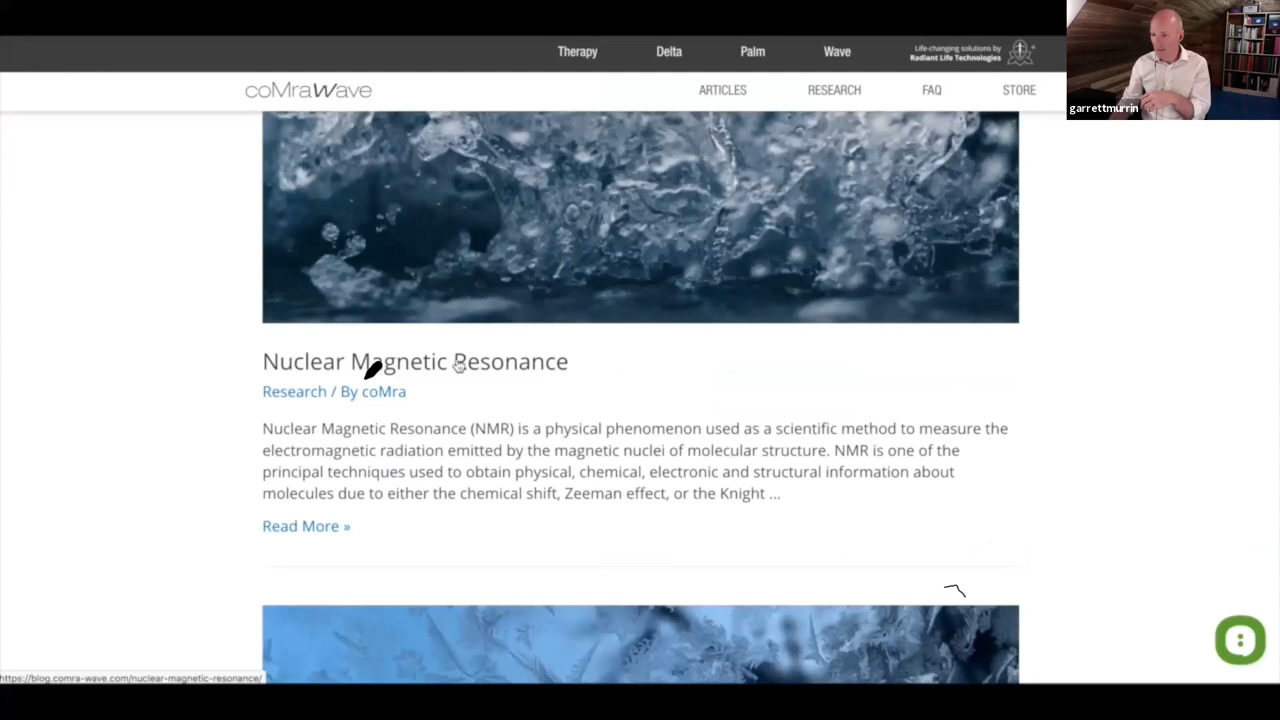 Therapy Delta Palm Wave Life-changing solutions by
Radiant Life Technologies
garrettmurrin
coMraWave ARTICLES RESEARCH FAQ STORE
Nuclear Magnetic Resonance
Research / By coMra
Nuclear Magnetic Resonance (NMR) is a physical phenomenon used as a scientific method to measure the
electromagnetic radiation emitted by the magnetic nuclei of molecular structure. NMR is one of the
principal techniques used to obtain physical, chemical, electronic and structural information about
molecules due to either the chemical shift, Zeeman effect, or the Knight ...
Read More »
https://blog.comra-wave.com/nuclear-magnetic-resonance/